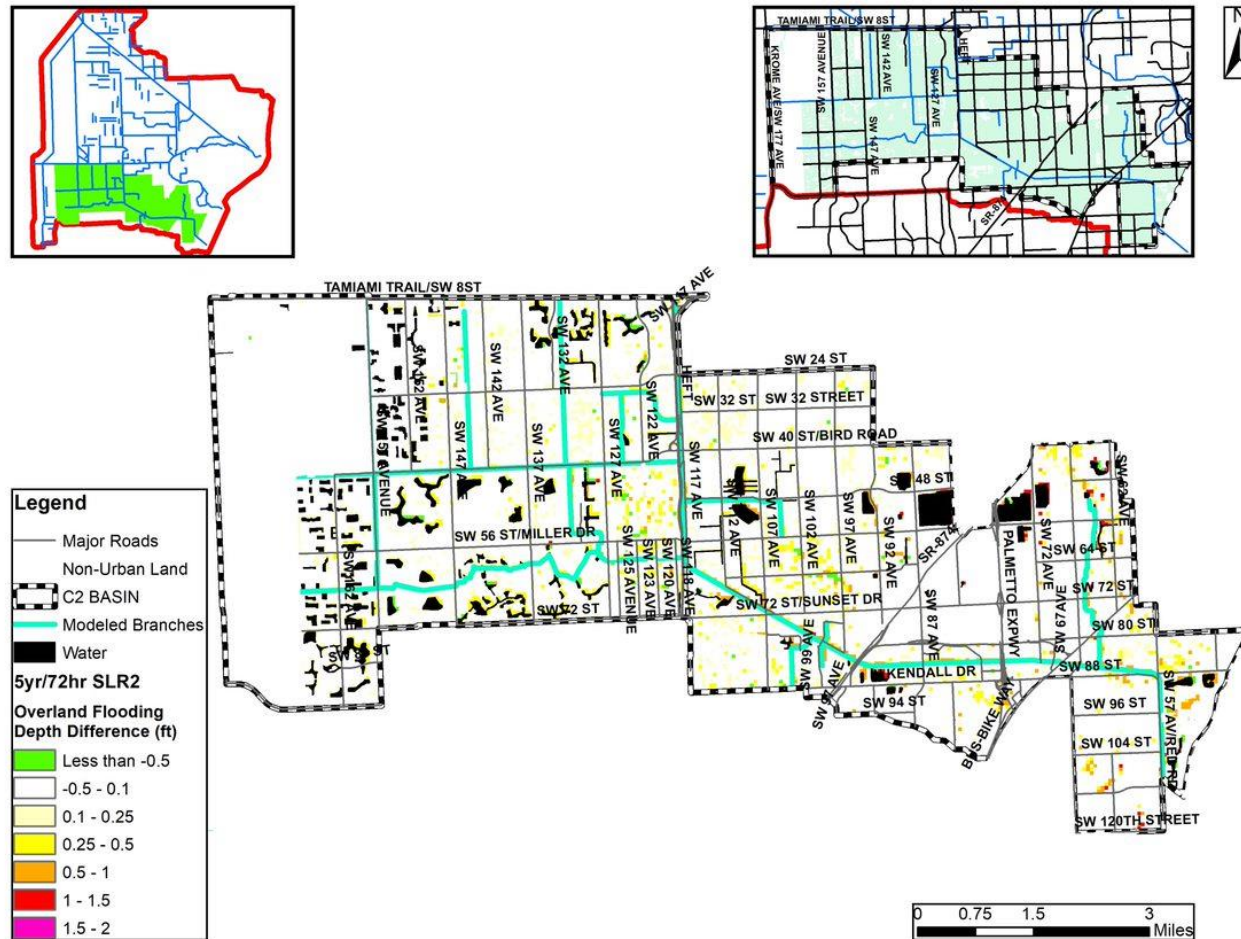 TAMIAMI TRAIL/SW 8ST
KROME AVE/SW 177 AVE
SW 157 AVENUE
SW 142 AVE
SW 147 AVE
SW 127 AVE
HEFT
SR-874
N
TAMIAMI TRAIL/SW 8ST
SW 142 AVE
SW 147 AVE
SW 132 AVE
SW 137 AVE
SW 127 AVE
SW 122 AVE
HEFT
SW 24 ST
SW 32 ST
SW 32 STREET
SW 40 ST/BIRD ROAD
SW 117 AVE
SW 107 AVE
SW 102 AVE
SW 97 AVE
SW 92 AVE
48 ST
SR-874
SW 56 ST/MILLER DR
SW 125 AVENUE
SW 123 AVE
SW 120 AVE
SW 118 AVE
SW 72 ST
SW 72 ST/SUNSET DR
SW 99 AVE
SW 87 AVE
PALMETTO EXPWY
SW 72 AVE
SW 69 AVE
SW 64 ST
SW 72 ST
SW 80 ST
SW 88 ST
KENDALL DR
SW 94 ST
SW 96 ST
SW 104 ST
SW 57 AV/RED RD
SW 120TH STREET
Legend
Major Roads
Non-Urban Land
C2 BASIN
Modeled Branches
Water
5yr/72hr SLR2
Overland Flooding
Depth Difference (ft)
Less than -0.5
-0.5 - 0.1
0.1 - 0.25
0.25 - 0.5
0.5 - 1
1 - 1.5
1.5 - 2
0 0.75 1.5 3
Miles